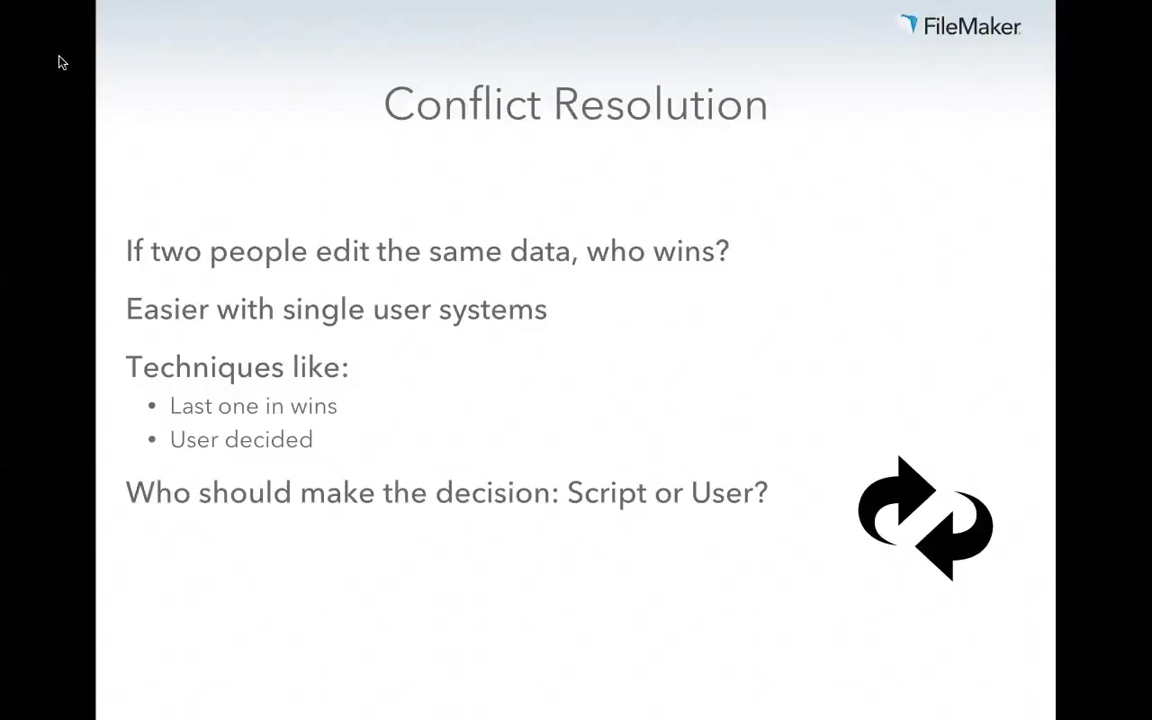 FileMaker
Conflict Resolution
If two people edit the same data, who wins?
Easier with single user systems
Techniques like:
• Last one in wins
• User decided
Who should make the decision: Script or User?